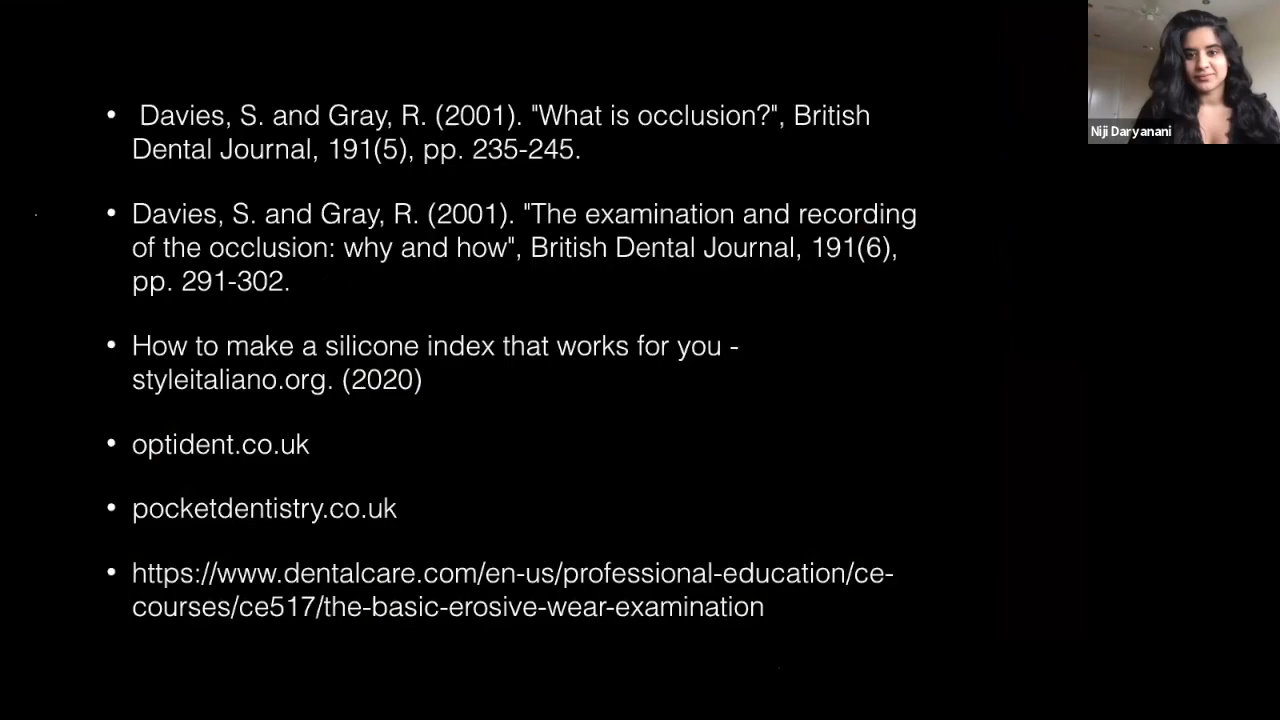 • Davies, S. and Gray, R. (2001). "What is occlusion?", British
Dental Journal, 191(5), pp. 235-245.
• Davies, S. and Gray, R. (2001). "The examination and recording
of the occlusion: why and how", British Dental Journal, 191(6),
pp. 291-302.
• How to make a silicone index that works for you -
styleitaliano.org. (2020)
• optident.co.uk
• pocketdentistry.co.uk
• https://www.dentalcare.com/en-us/professional-education/ce-
courses/ce517/the-basic-erosive-wear-examination
Niji Daryanani